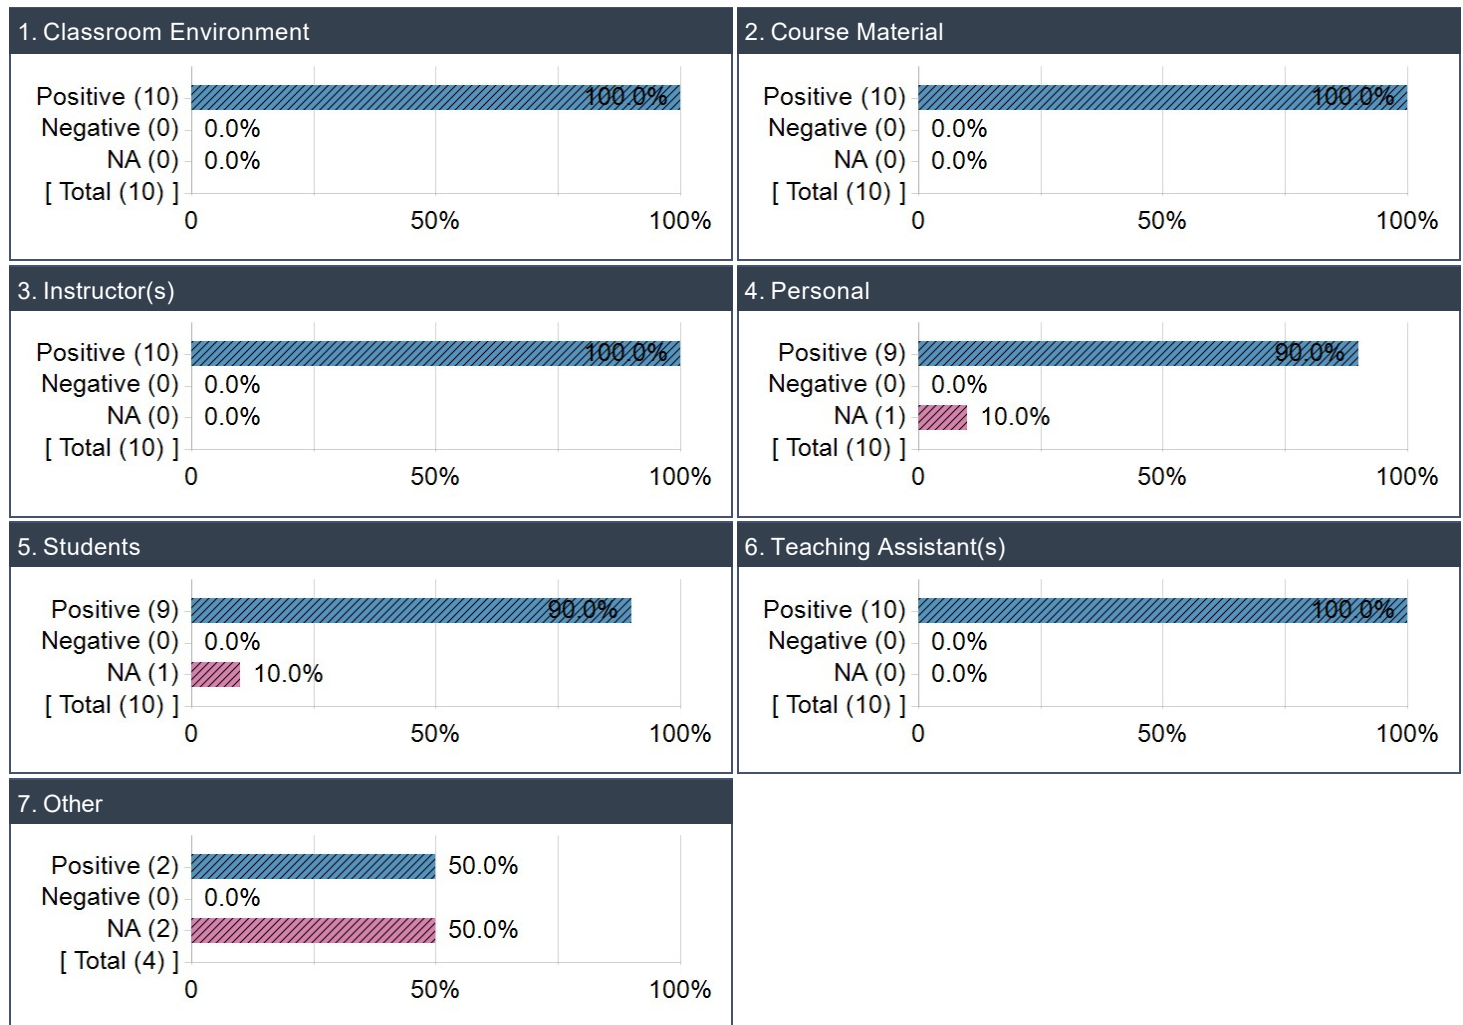 1. Classroom Environment
Positive (10) 100.0%
Negative (0) 0.0%
NA (0) 0.0%
[ Total (10) ]
0 50% 100%
2. Course Material
Positive (10) 100.0%
Negative (0) 0.0%
NA (0) 0.0%
[ Total (10) ]
0 50% 100%
3. Instructor(s)
Positive (10) 100.0%
Negative (0) 0.0%
NA (0) 0.0%
[ Total (10) ]
0 50% 100%
4. Personal
Positive (9) 90.0%
Negative (0) 0.0%
NA (1) 10.0%
[ Total (10) ]
0 50% 100%
5. Students
Positive (9) 90.0%
Negative (0) 0.0%
NA (1) 10.0%
[ Total (10) ]
0 50% 100%
6. Teaching Assistant(s)
Positive (10) 100.0%
Negative (0) 0.0%
NA (0) 0.0%
[ Total (10) ]
0 50% 100%
7. Other
Positive (2) 50.0%
Negative (0) 0.0%
NA (2) 50.0%
[ Total (4) ]
0 50% 100%